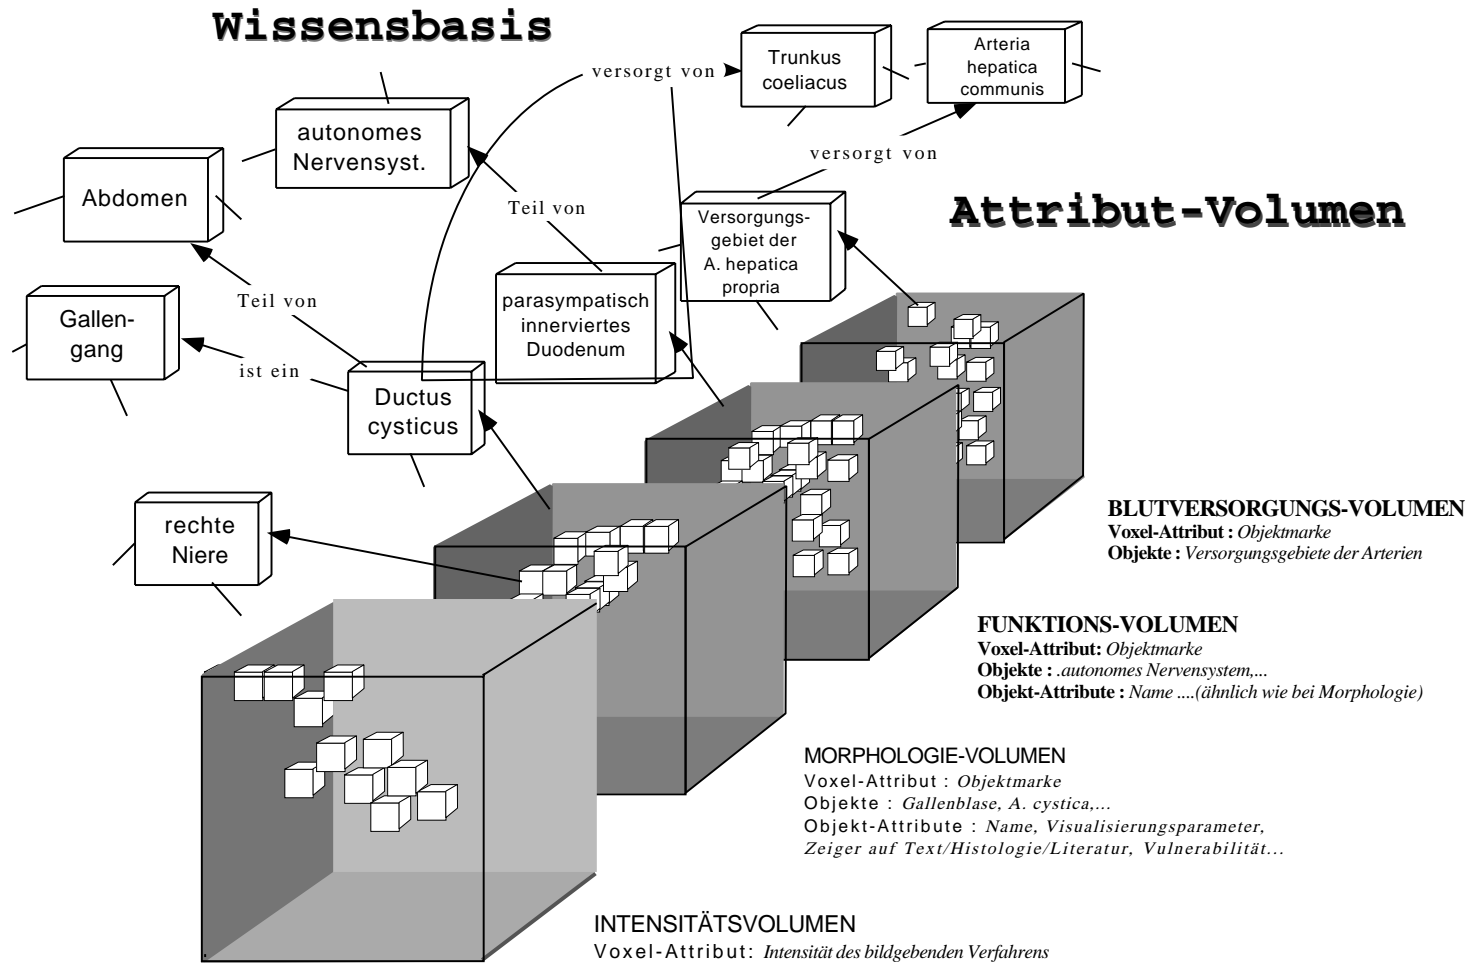 Wissensbasis
versorgt von
Trunkus
coeliacus
Arteria
hepatica
communis
autonomes
Nervensyst.
versorgt von
Abdomen
Teil von
Versorgungs-
gebiet der
A. hepatica
propria
Attribut-Volumen
Teil von
parasympatisch
innerviertes
Duodenum
Gallen-
gang
ist ein
Ductus
cysticus
rechte
Niere
BLUTVERSORGUNGS-VOLUMEN
Voxel-Attribut : Objektmarke
Objekte : Versorgungsgebiete der Arterien
FUNKTIONS-VOLUMEN
Voxel-Attribut: Objektmarke
Objekte : .autonomes Nervensystem,...
Objekt-Attribute : Name ....(ähnlich wie bei Morphologie)
MORPHOLOGIE-VOLUMEN
Voxel-Attribut : Objektmarke
Objekte : Gallenblase, A. cystica,...
Objekt-Attribute : Name, Visualisierungsparameter,
Zeiger auf Text/Histologie/Literatur, Vulnerabilität...
INTENSITÄTSVOLUMEN
Voxel-Attribut: Intensität des bildgebenden Verfahrens